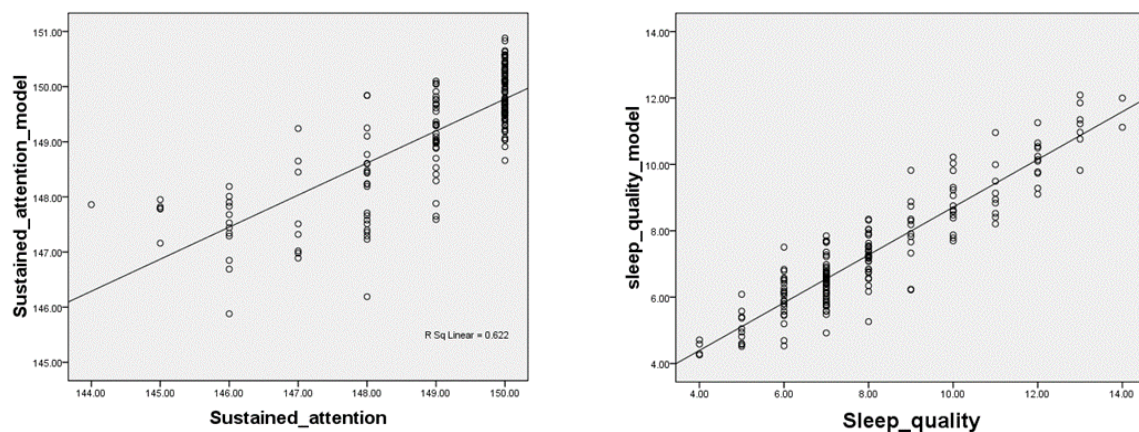 151.00
150.00
149.00
148.00
147.00
146.00
145.00
Sustained_attention_model
R Sq Linear = 0.622
144.00 145.00 146.00 147.00 148.00 149.00 150.00
Sustained_attention
14.00
12.00
10.00
8.00
6.00
4.00
sleep_quality_model
4.00 6.00 8.00 10.00 12.00 14.00
Sleep_quality